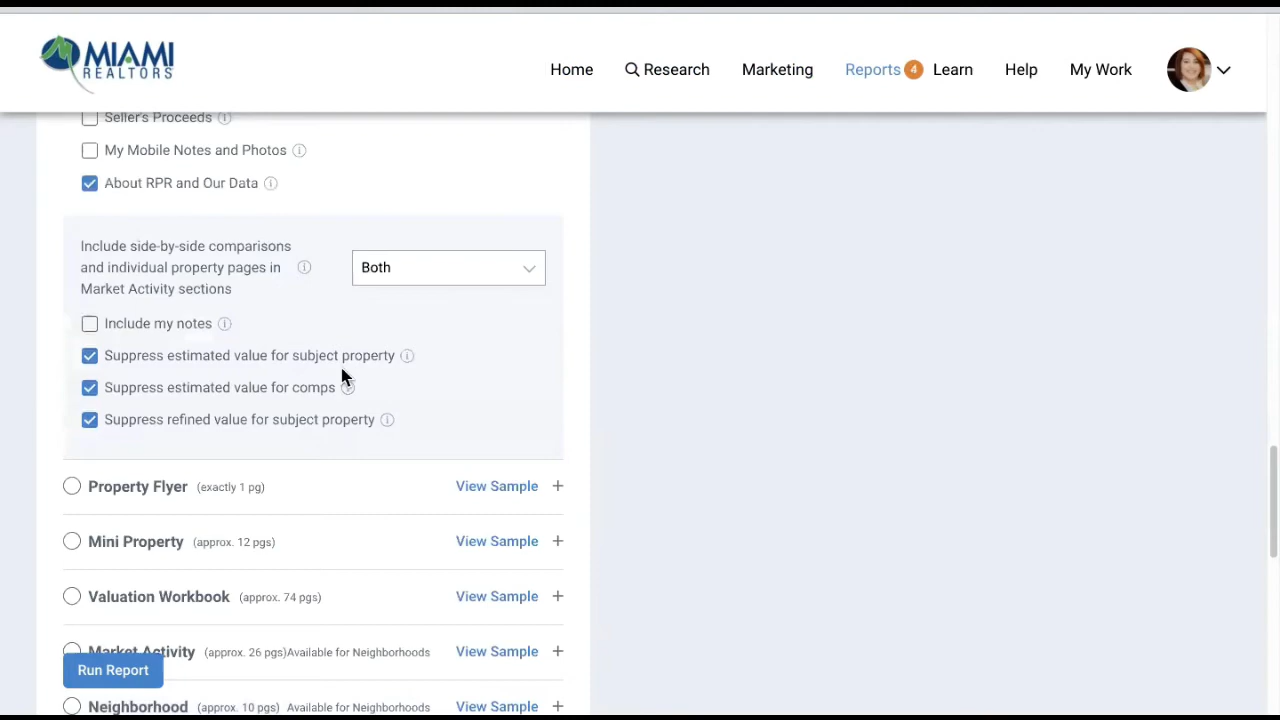 MIAMI
REALTORS
Home
Research
Marketing
Reports 4
Learn
Help
My Work
Seller's Proceeds
My Mobile Notes and Photos
About RPR and Our Data
Include side-by-side comparisons
and individual property pages in
Market Activity sections
Both
Include my notes
Suppress estimated value for subject property
Suppress estimated value for comps
Suppress refined value for subject property
Property Flyer (exactly 1 pg) View Sample +
Mini Property (approx. 12 pgs) View Sample +
Valuation Workbook (approx. 74 pgs) View Sample +
Market Activity (approx. 26 pgs)Available for Neighborhoods View Sample +
Run Report
Neighborhood (approx. 10 pgs) Available for Neighborhoods View Sample +